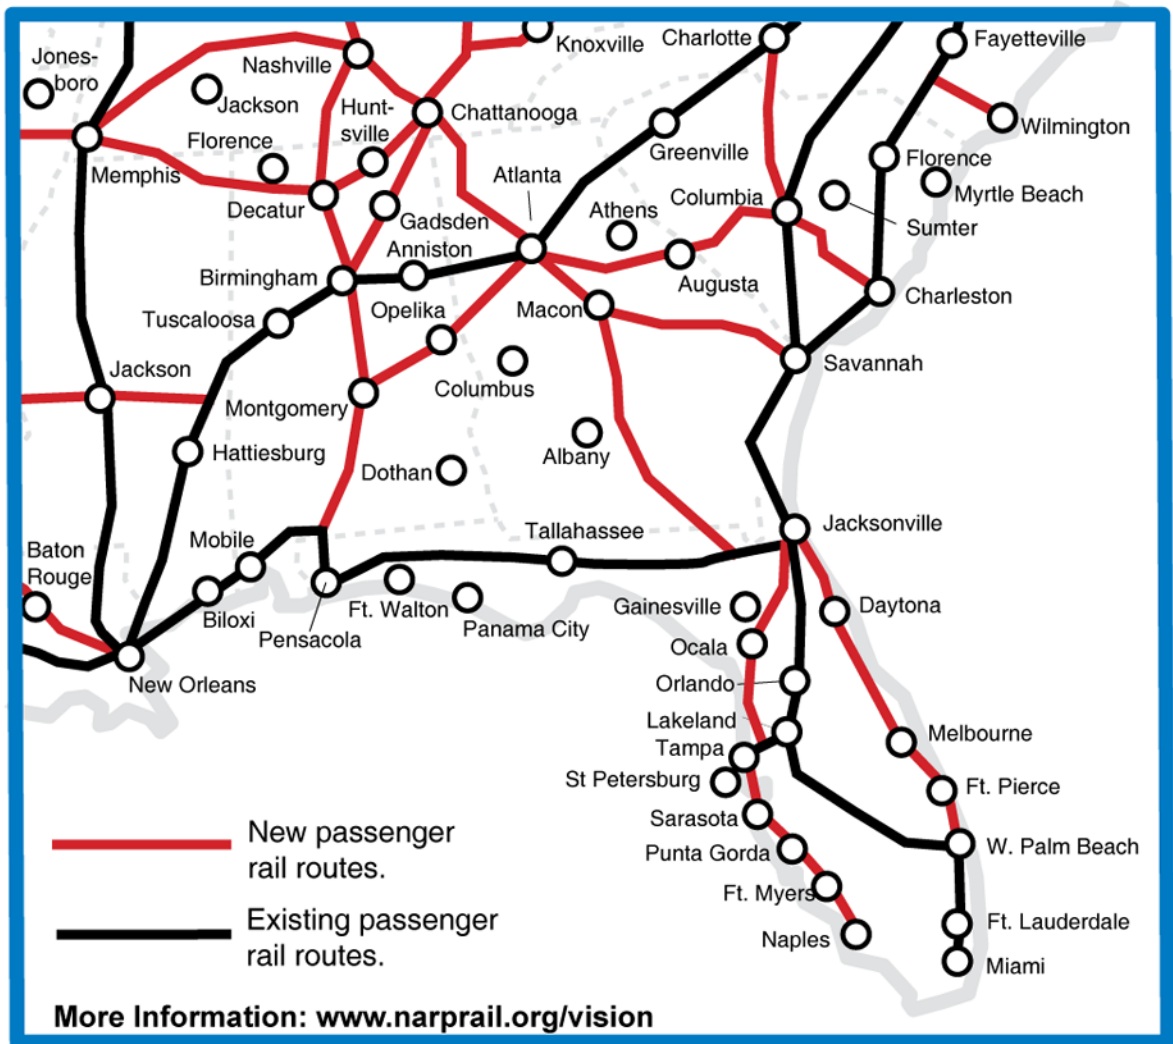 Jones-
boro
Nashville
Knoxville
Charlotte
Fayetteville
Jackson
Hunt-
sville
Chattanooga
Wilmington
Florence
Greenville
Florence
Memphis
Atlanta
Myrtle Beach
Decatur
Gadsden
Athens
Columbia
Sumter
Anniston
Birmingham
Augusta
Charleston
Tuscaloosa
Opelika
Macon
Savannah
Jackson
Columbus
Montgomery
Hattiesburg
Dothan
Albany
Mobile
Tallahassee
Jacksonville
Baton
Rouge
Biloxi
Ft. Walton
Gainesville
Daytona
Pensacola
Panama City
Ocala
New Orleans
Orlando
Lakeland
Melbourne
Tampa
St Petersburg
Ft. Pierce
Sarasota
W. Palm Beach
Punta Gorda
Ft. Myers
Ft. Lauderdale
Naples
Miami
New passenger
rail routes.
Existing passenger
rail routes.
More Information: www.narprail.org/vision